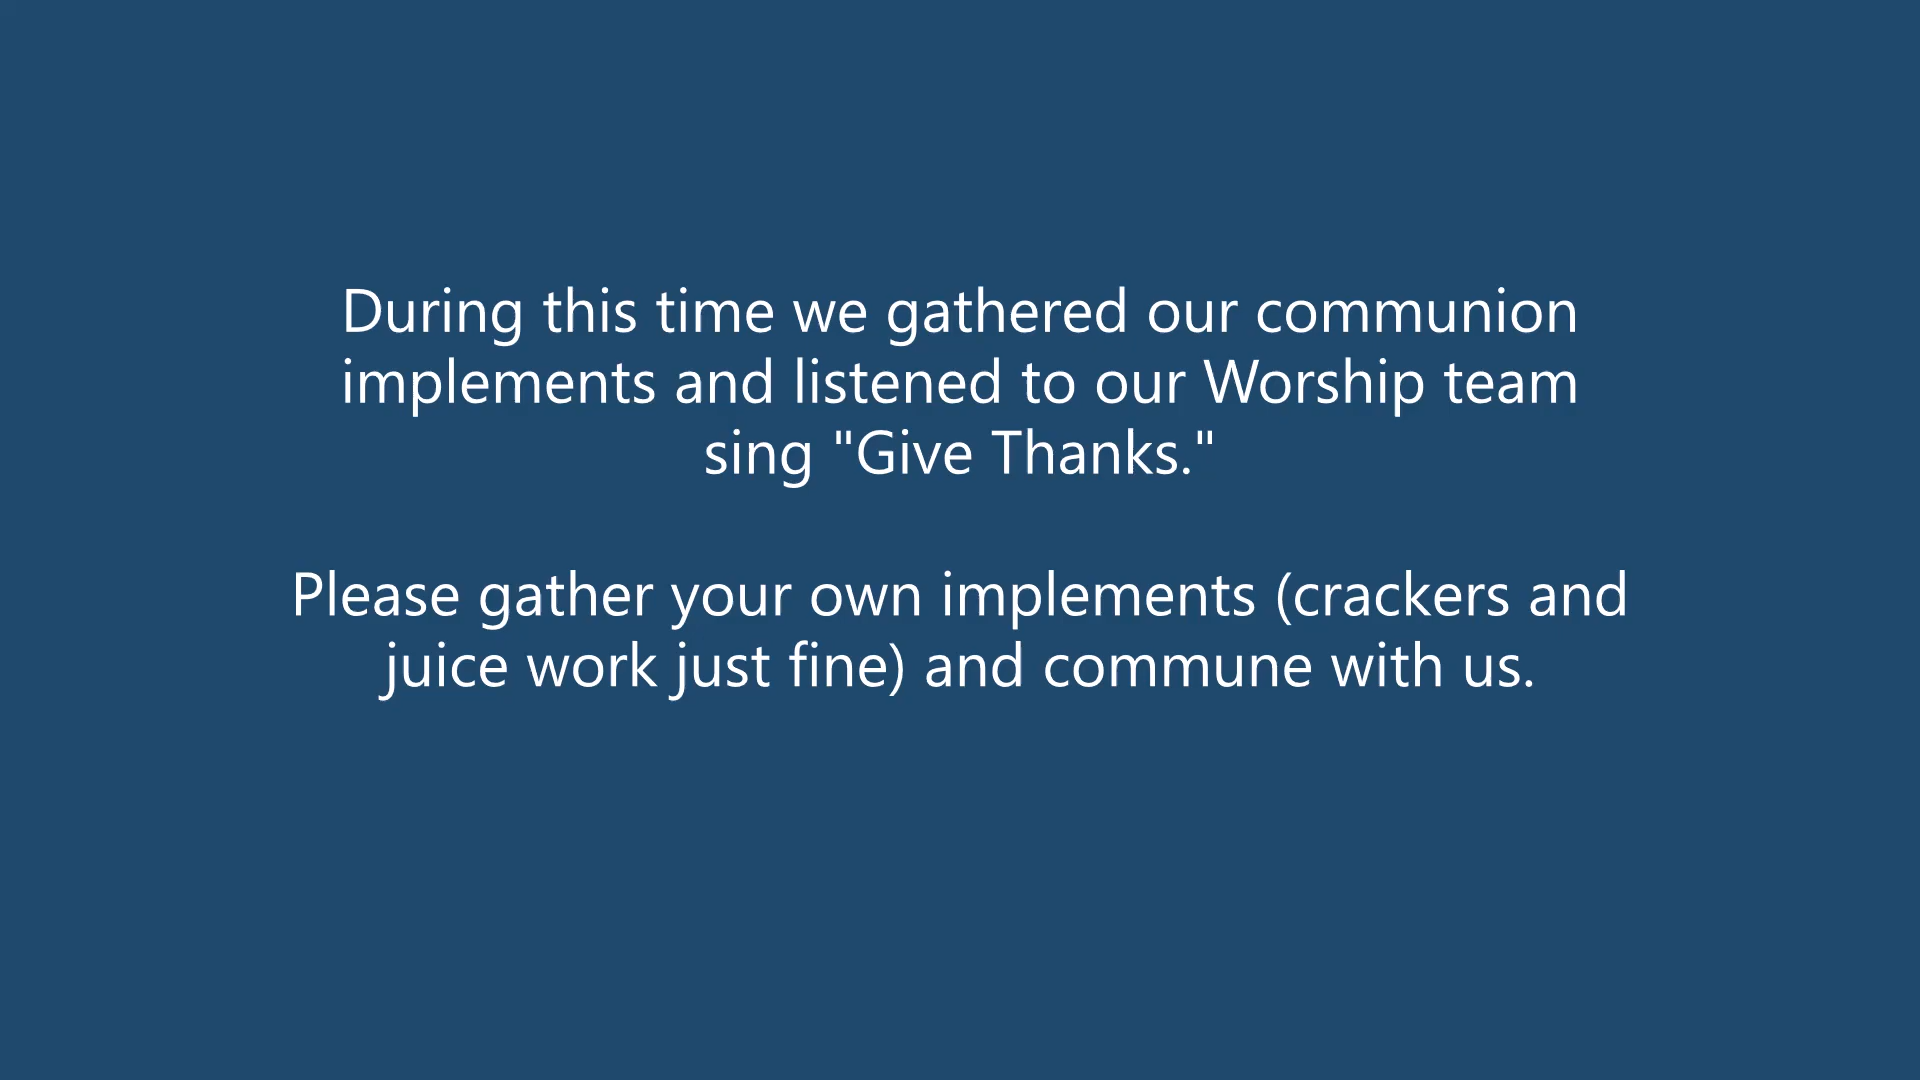 During this time we gathered our communion
implements and listened to our Worship team
sing "Give Thanks."
Please gather your own implements (crackers and
juice work just fine) and commune with us.